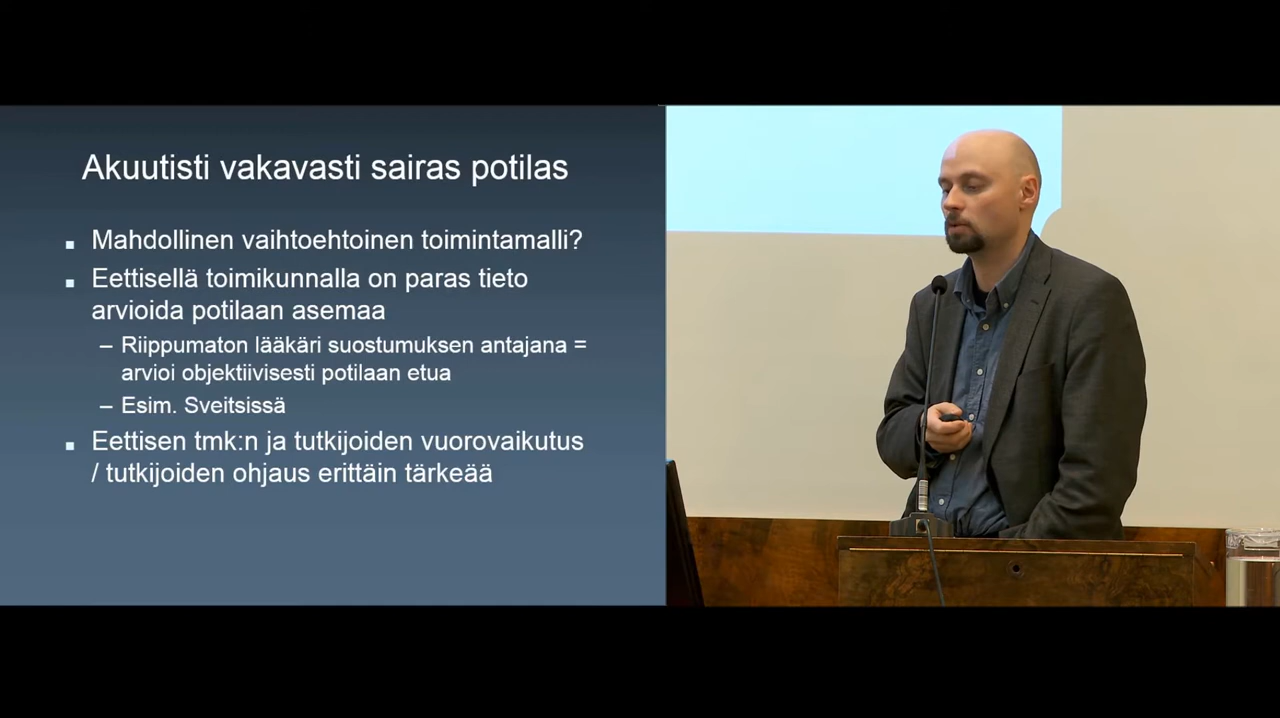 Akuutisti vakavasti sairas potilas
▪ Mahdollinen vaihtoehtoinen toimintamalli?
▪ Eettisellä toimikunnalla on paras tieto
arvioida potilaan asemaa
– Riippumaton lääkäri suostumuksen antajana =
arvioi objektiivisesti potilaan etua
– Esim. Sveitsissä
▪ Eettisen tmk:n ja tutkijoiden vuorovaikutus
/ tutkijoiden ohjaus erittäin tärkeää